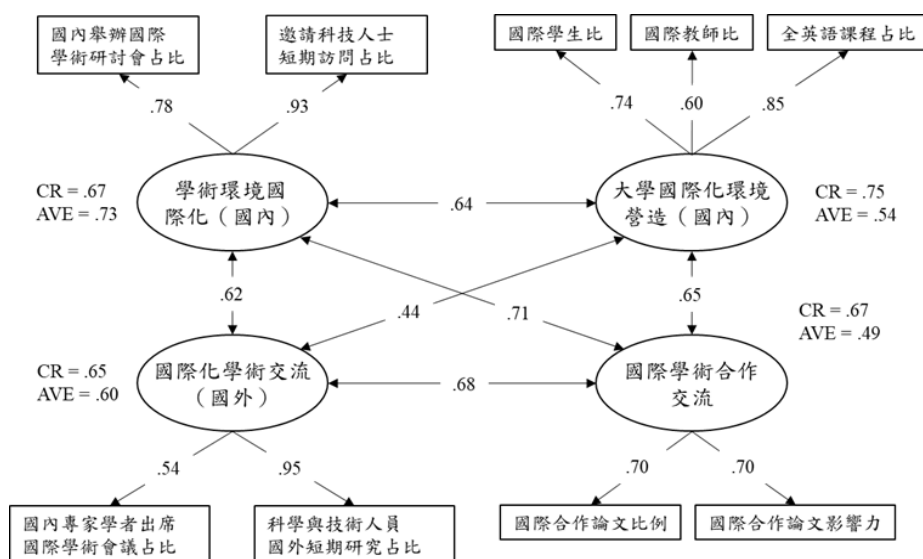 國內舉辦國際
學術研討會占比
邀請科技人士
短期訪問占比
國際學生比
國際教師比
全英語課程占比
.78
.93
.74
.60
.85
CR = .67
AVE = .73
學術環境國
際化（國內）
.64
大學國際化環境
營造（國內）
CR = .75
AVE = .54
.62
.44
.71
.65
CR = .67
AVE = .49
CR = .65
AVE = .60
國際化學術交流
（國外）
.68
國際學術合作
交流
.54
.95
.70
.70
國內專家學者出席
國際學術會議占比
科學與技術人員
國外短期研究占比
國際合作論文比例
國際合作論文影響力